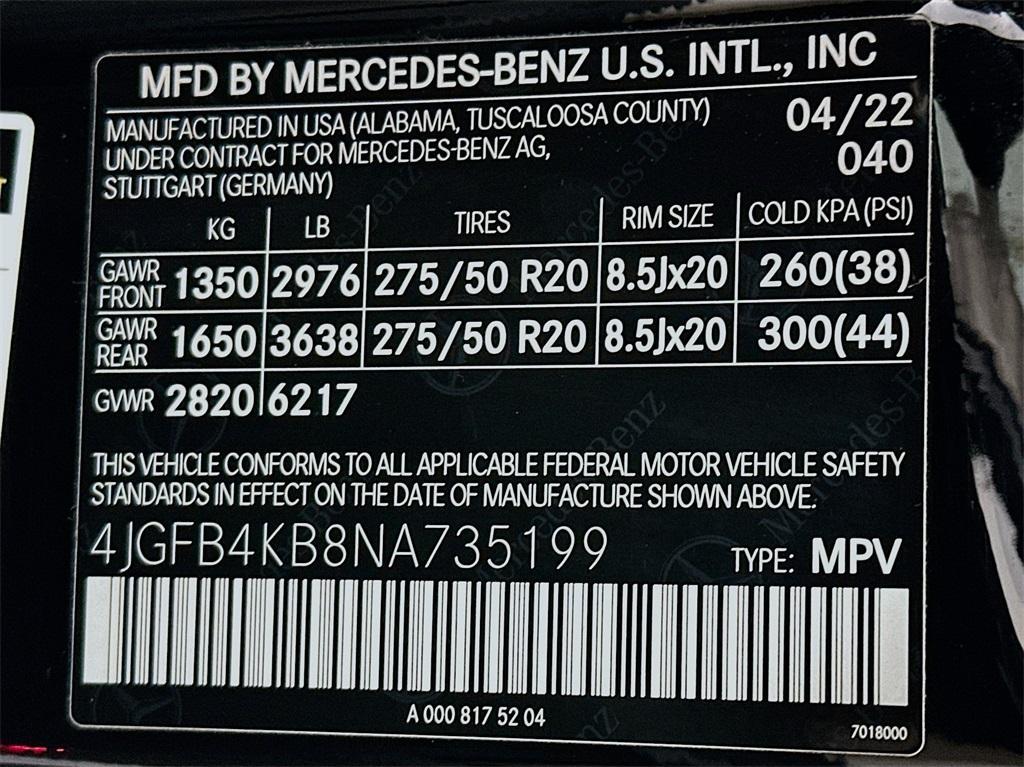 MFD BY MERCEDES-BENZ U.S. INTL., INC
MANUFACTURED IN USA (ALABAMA, TUSCALOOSA COUNTY) 04/22
UNDER CONTRACT FOR MERCEDES-BENZ AG, 040
STUTTGART (GERMANY)
KG LB TIRES RIM SIZE COLD KPA (PSI)
GAWR FRONT 1350 2976 275/50 R20 8.5Jx20 260(38)
GAWR REAR 1650 3638 275/50 R20 8.5Jx20 300(44)
GVWR 2820 6217
THIS VEHICLE CONFORMS TO ALL APPLICABLE FEDERAL MOTOR VEHICLE SAFETY
STANDARDS IN EFFECT ON THE DATE OF MANUFACTURE SHOWN ABOVE.
4JGFB4KB8NA735199 TYPE: MPV
A 000 817 52 04
7018000